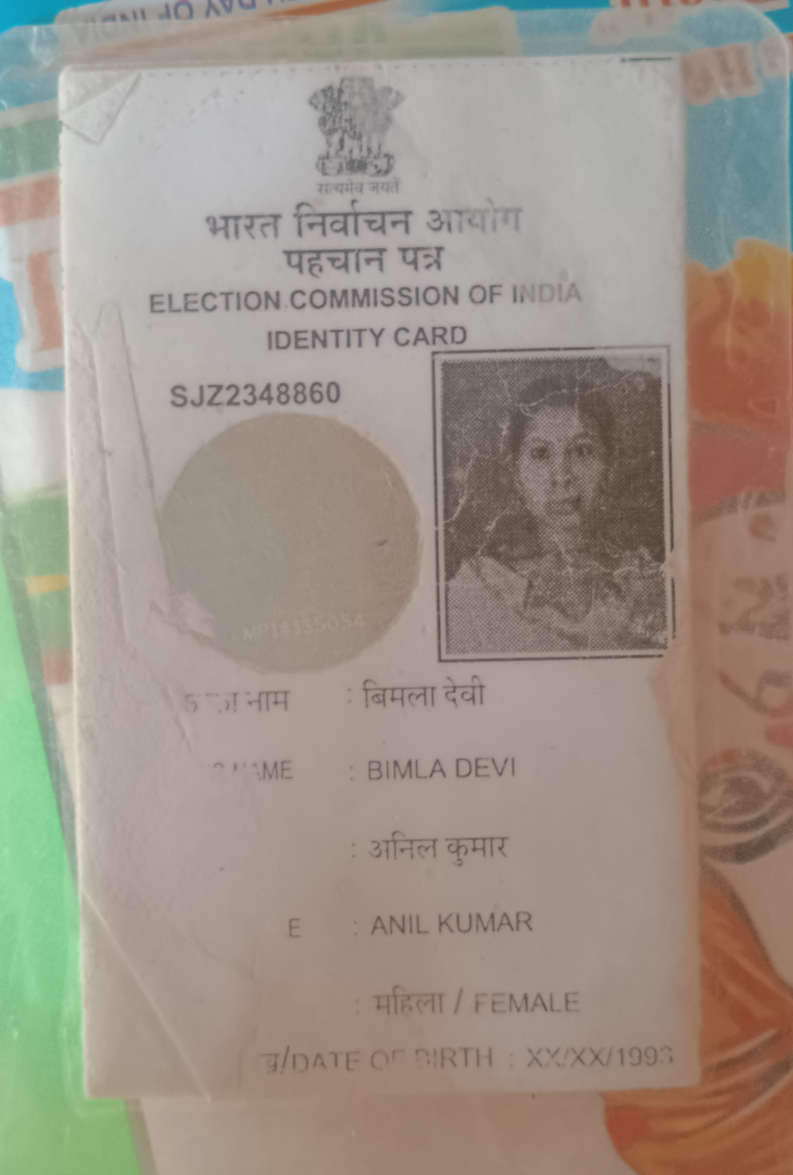 सत्यमेव जयते
भारत निर्वाचन आयोग
पहचान पत्र
ELECTION COMMISSION OF INDIA
IDENTITY CARD
SJZ2348860
MP14135054
नाम : बिमला देवी
: BIMLA DEVI
: अनिल कुमार
E : ANIL KUMAR
: महिला / FEMALE
/DATE OF BIRTH : XX/XX/1993